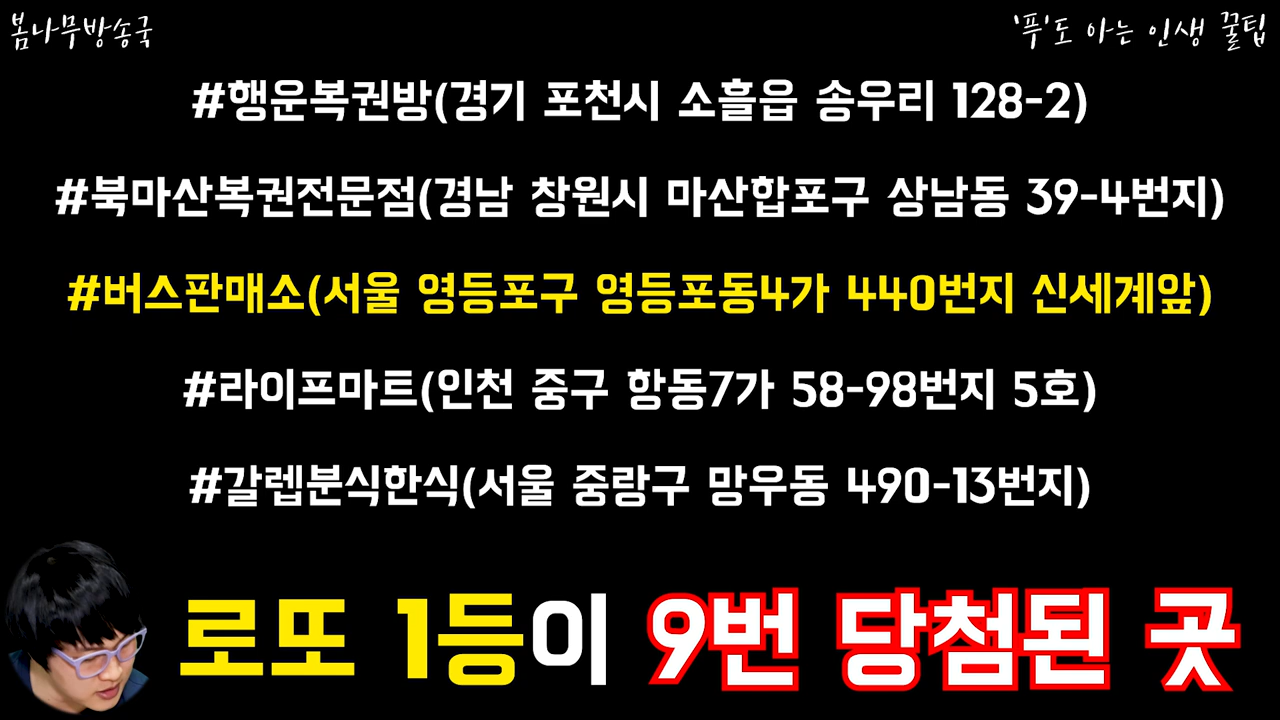 봄나무방송국
'푸'도 아는 인생 꿀팁
#행운복권방(경기 포천시 소흘읍 송우리 128-2)
#북마산복권전문점(경남 창원시 마산합포구 상남동 39-4번지)
#버스판매소(서울 영등포구 영등포동4가 440번지 신세계앞)
#라이프마트(인천 중구 항동7가 58-98번지 5호)
#갈렙분식한식(서울 중랑구 망우동 490-13번지)
로또 1등이 9번 당첨된 곳